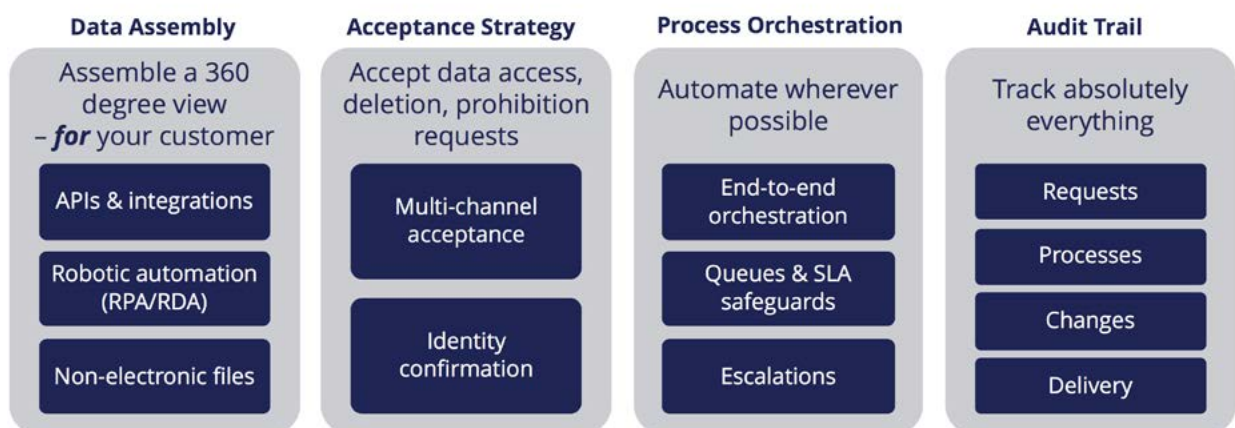 Data Assembly
Assemble a 360
degree view
– for your customer
APIs & integrations
Robotic automation
(RPA/RDA)
Non-electronic files
Acceptance Strategy
Accept data access,
deletion, prohibition
requests
Multi-channel
acceptance
Identity
confirmation
Process Orchestration
Automate wherever
possible
End-to-end
orchestration
Queues & SLA
safeguards
Escalations
Audit Trail
Track absolutely
everything
Requests
Processes
Changes
Delivery